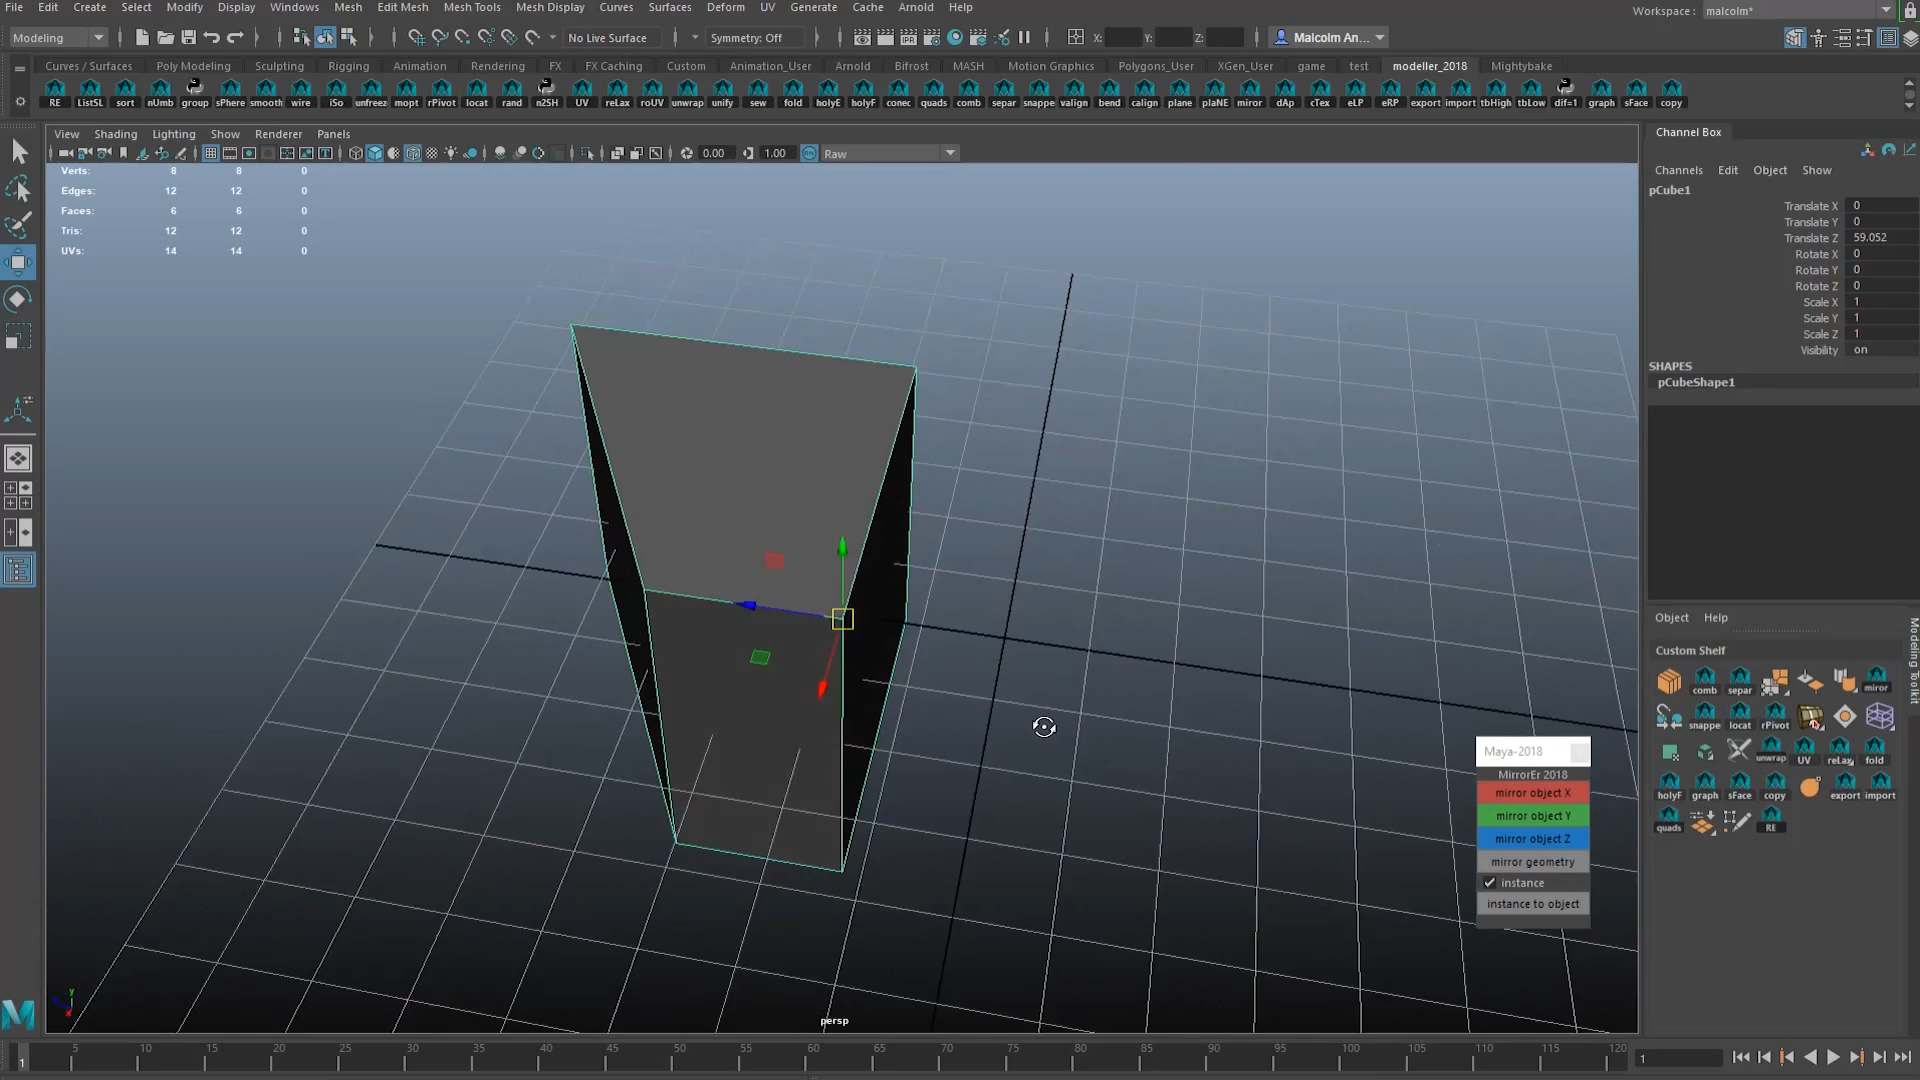 File Edit Create Select Modify Display Windows Mesh Edit Mesh Mesh Tools Mesh Display Curves Surfaces Deform UV Generate Cache Arnold Help
Workspace : malcolm*
Modeling No Live Surface Symmetry: Off X: Y: Z: Malcolm An...
Curves / Surfaces Poly Modeling Sculpting Rigging Animation Rendering FX FX Caching Custom Animation_User Arnold Bifrost MASH Motion Graphics Polygons_User XGen_User game test modeller_2018 Mightybake
RE ListSL sort nUmb group sPhere smooth wire iSo unfreez mopt rPivot locat rand n2SH UV reLax roUV unwrap unify sew fold holyE holyF conec quads comb separ snappe valign bend calign plane plaNE miror dAp cTex eLP eRP export import tbHigh tbLow dif=1 graph sFace copy
View Shading Lighting Show Renderer Panels
0.00 1.00 Raw
Verts: 8 8 0
Edges: 12 12 0
Faces: 6 6 0
Tris: 12 12 0
UVs: 14 14 0
persp
y
Channel Box
Channels Edit Object Show
pCube1
Translate X 0
Translate Y 0
Translate Z 59.052
Rotate X 0
Rotate Y 0
Rotate Z 0
Scale X 1
Scale Y 1
Scale Z 1
Visibility on
SHAPES
pCubeShape1
Object Help
Custom Shelf
comb separ miror
snappe locat rPivot
unwrap UV reLax fold
holyF graph sFace copy export import
quads RE
Modeling Toolkit
Maya-2018
MirrorEr 2018
mirror object X
mirror object Y
mirror object Z
mirror geometry
instance
instance to object
1 5 10 15 20 25 30 35 40 45 50 55 60 65 70 75 80 85 90 95 100 105 110 115 120
1